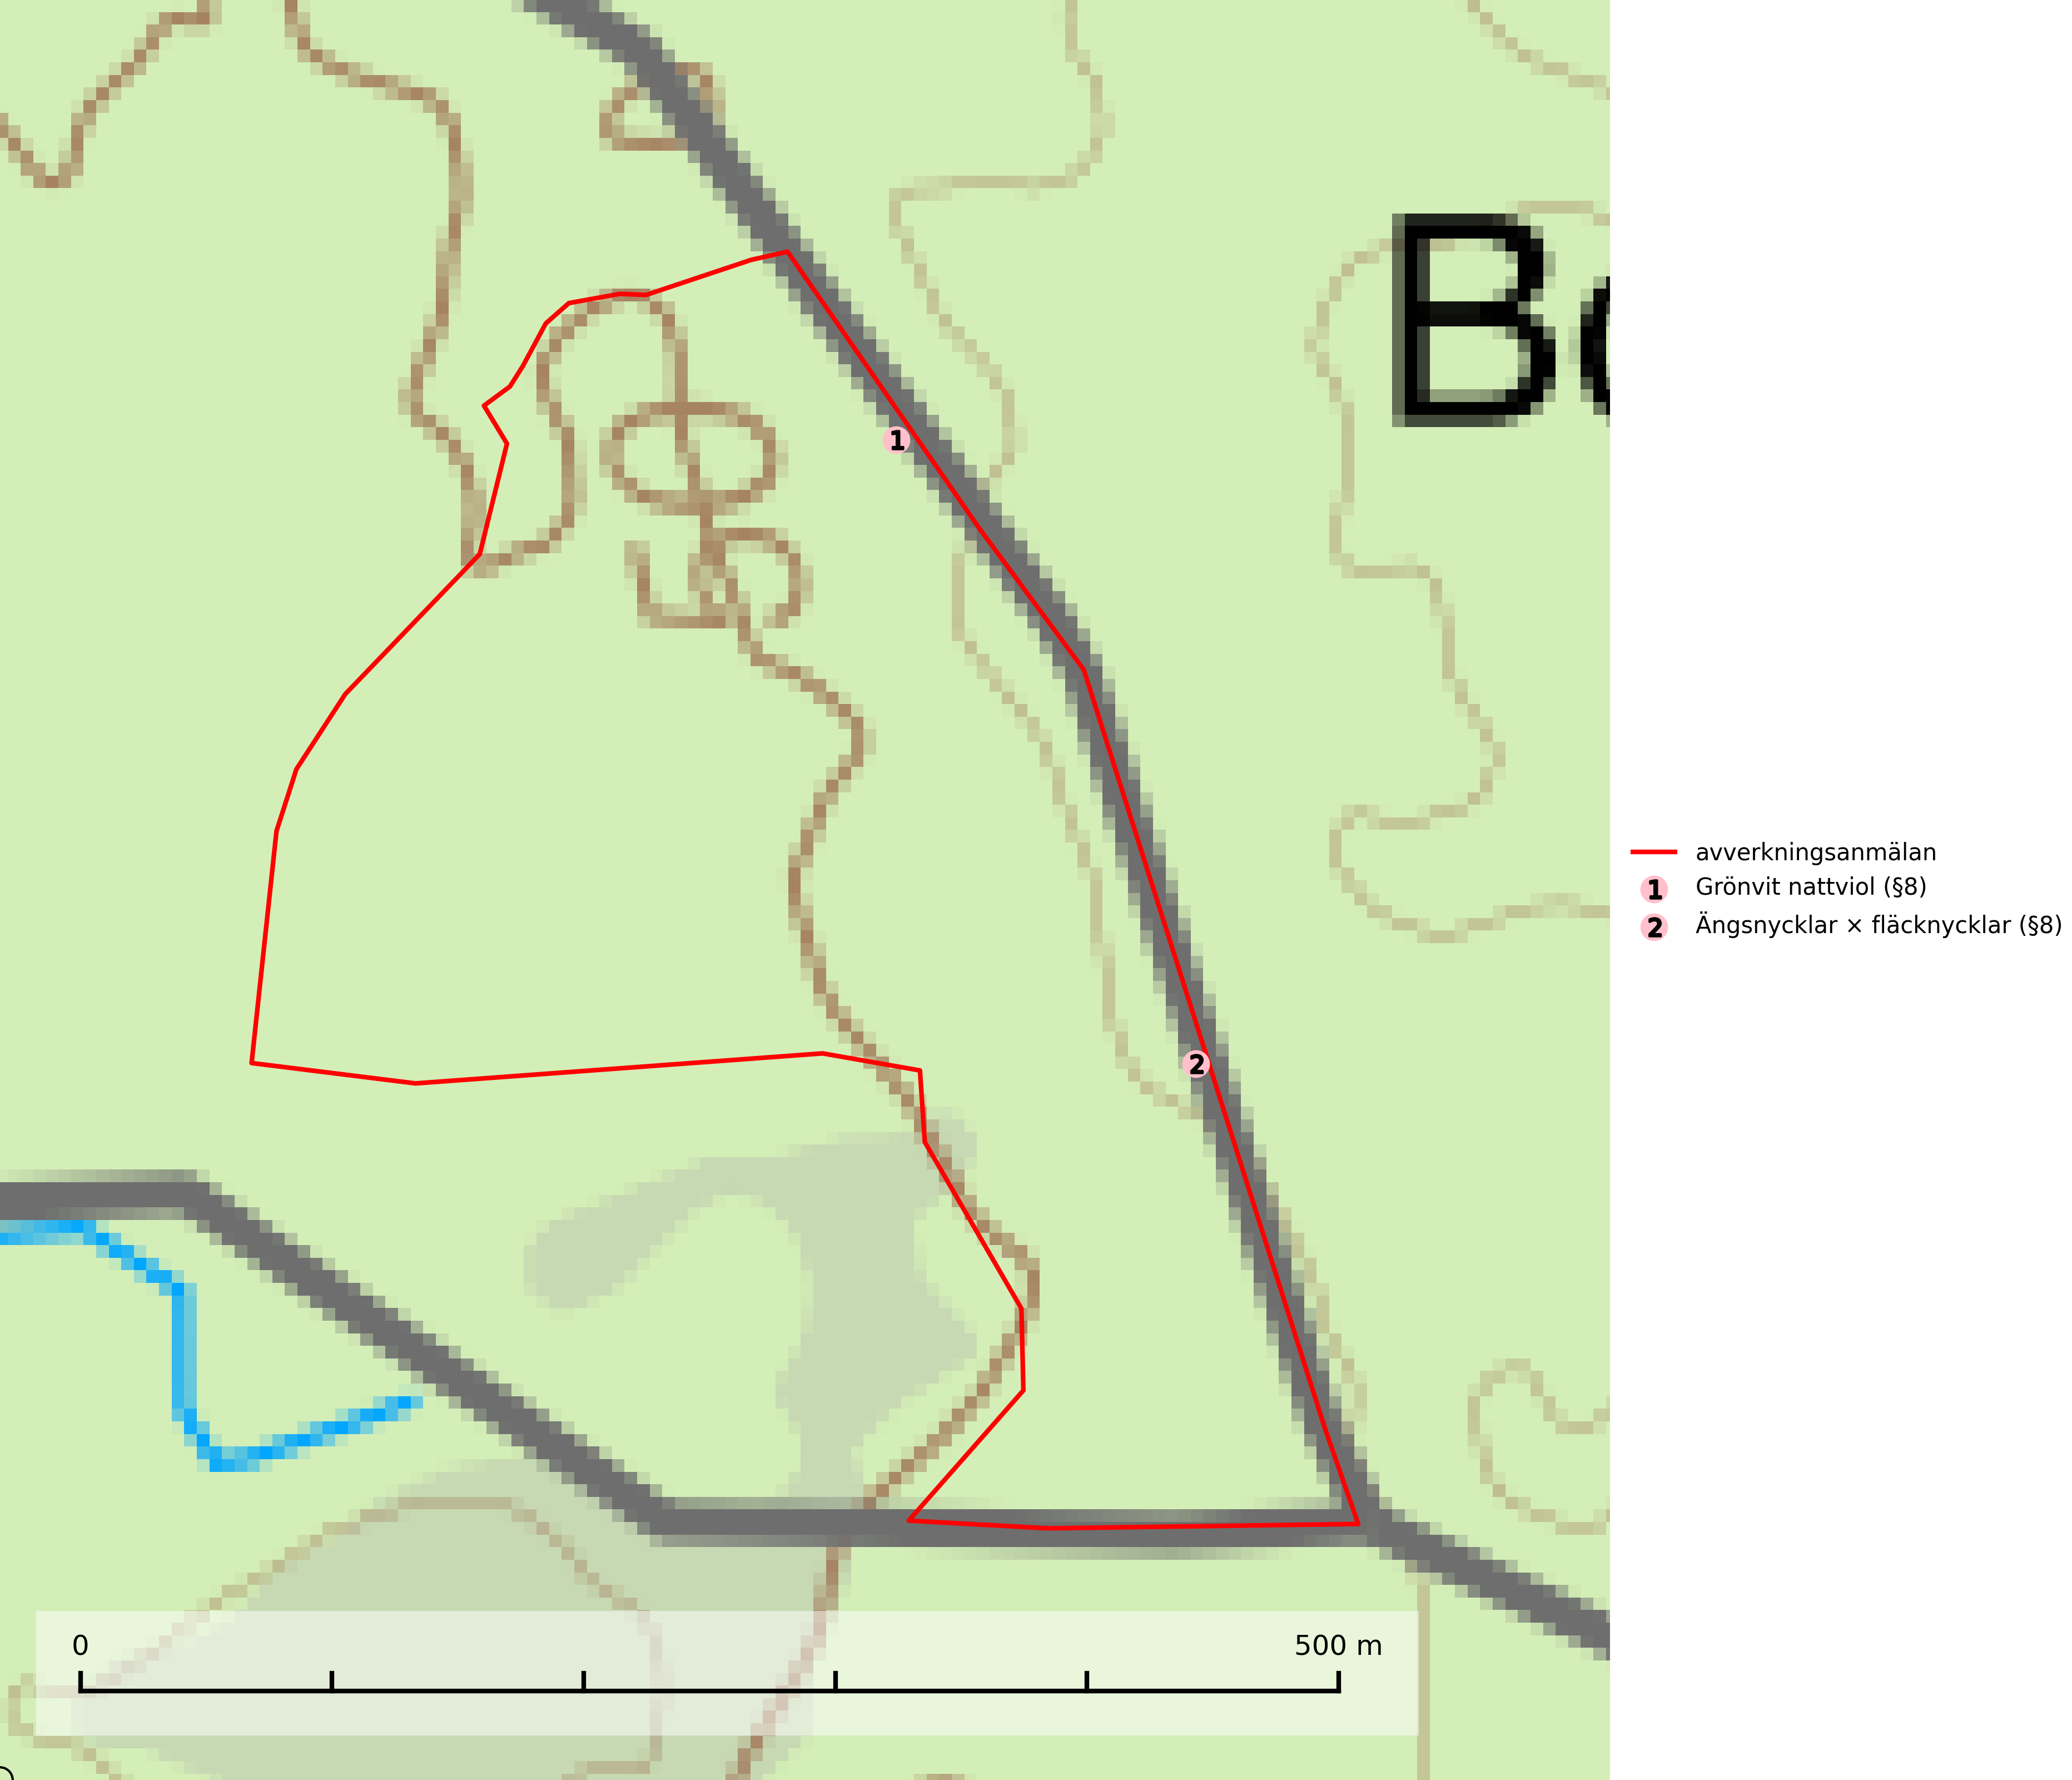 B
1
2
avverkningsanmälan
1 Grönvit nattviol (§8)
2 Ängsnycklar × fläcknycklar (§8)
0 500 m